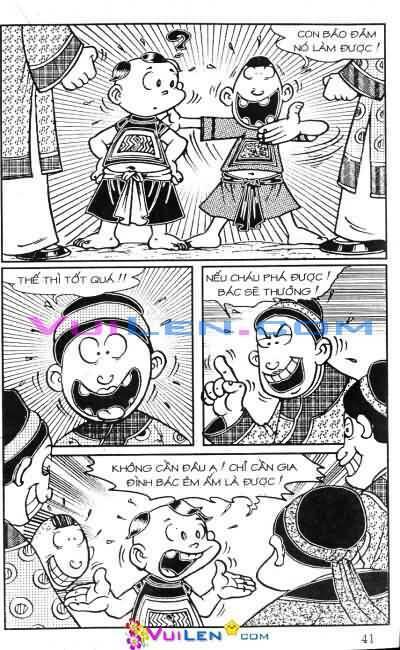 ?
CON BẢO ĐẢM
NÓ LÀM ĐƯỢC !
THẾ THÌ TỐT QUÁ ! !
NẾU CHÁU PHÁ ĐƯỢC !
BÁC SẼ THƯỞNG !
VuiLen.com
KHÔNG CẦN ĐÂU Ạ ! CHỈ CẦN GIA
ĐÌNH BÁC ÊM ẤM LÀ ĐƯỢC !
41
VuiLen.com